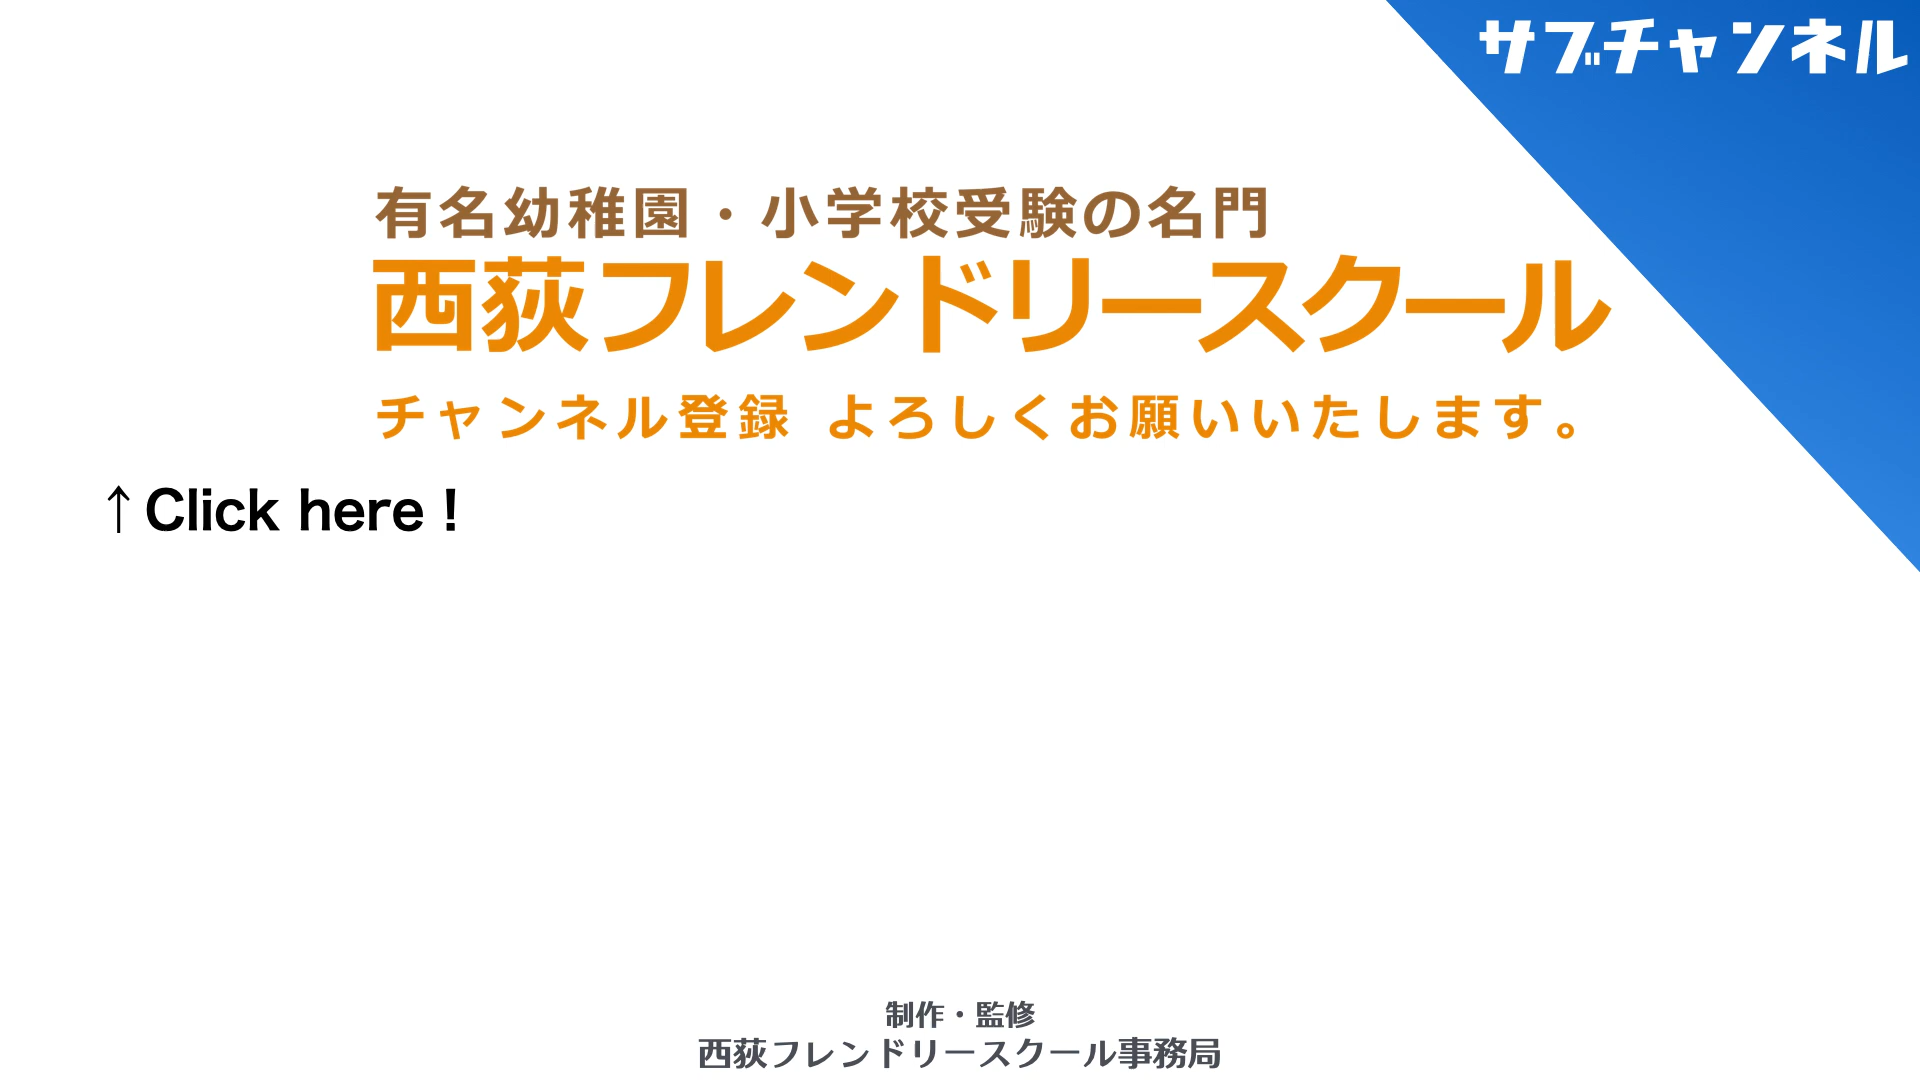 サブチャンネル
有名幼稚園・小学校受験の名門
西荻フレンドリースクール
チャンネル登録 よろしくお願いいたします。
↑Click here !
制作・監修
西荻フレンドリースクール事務局